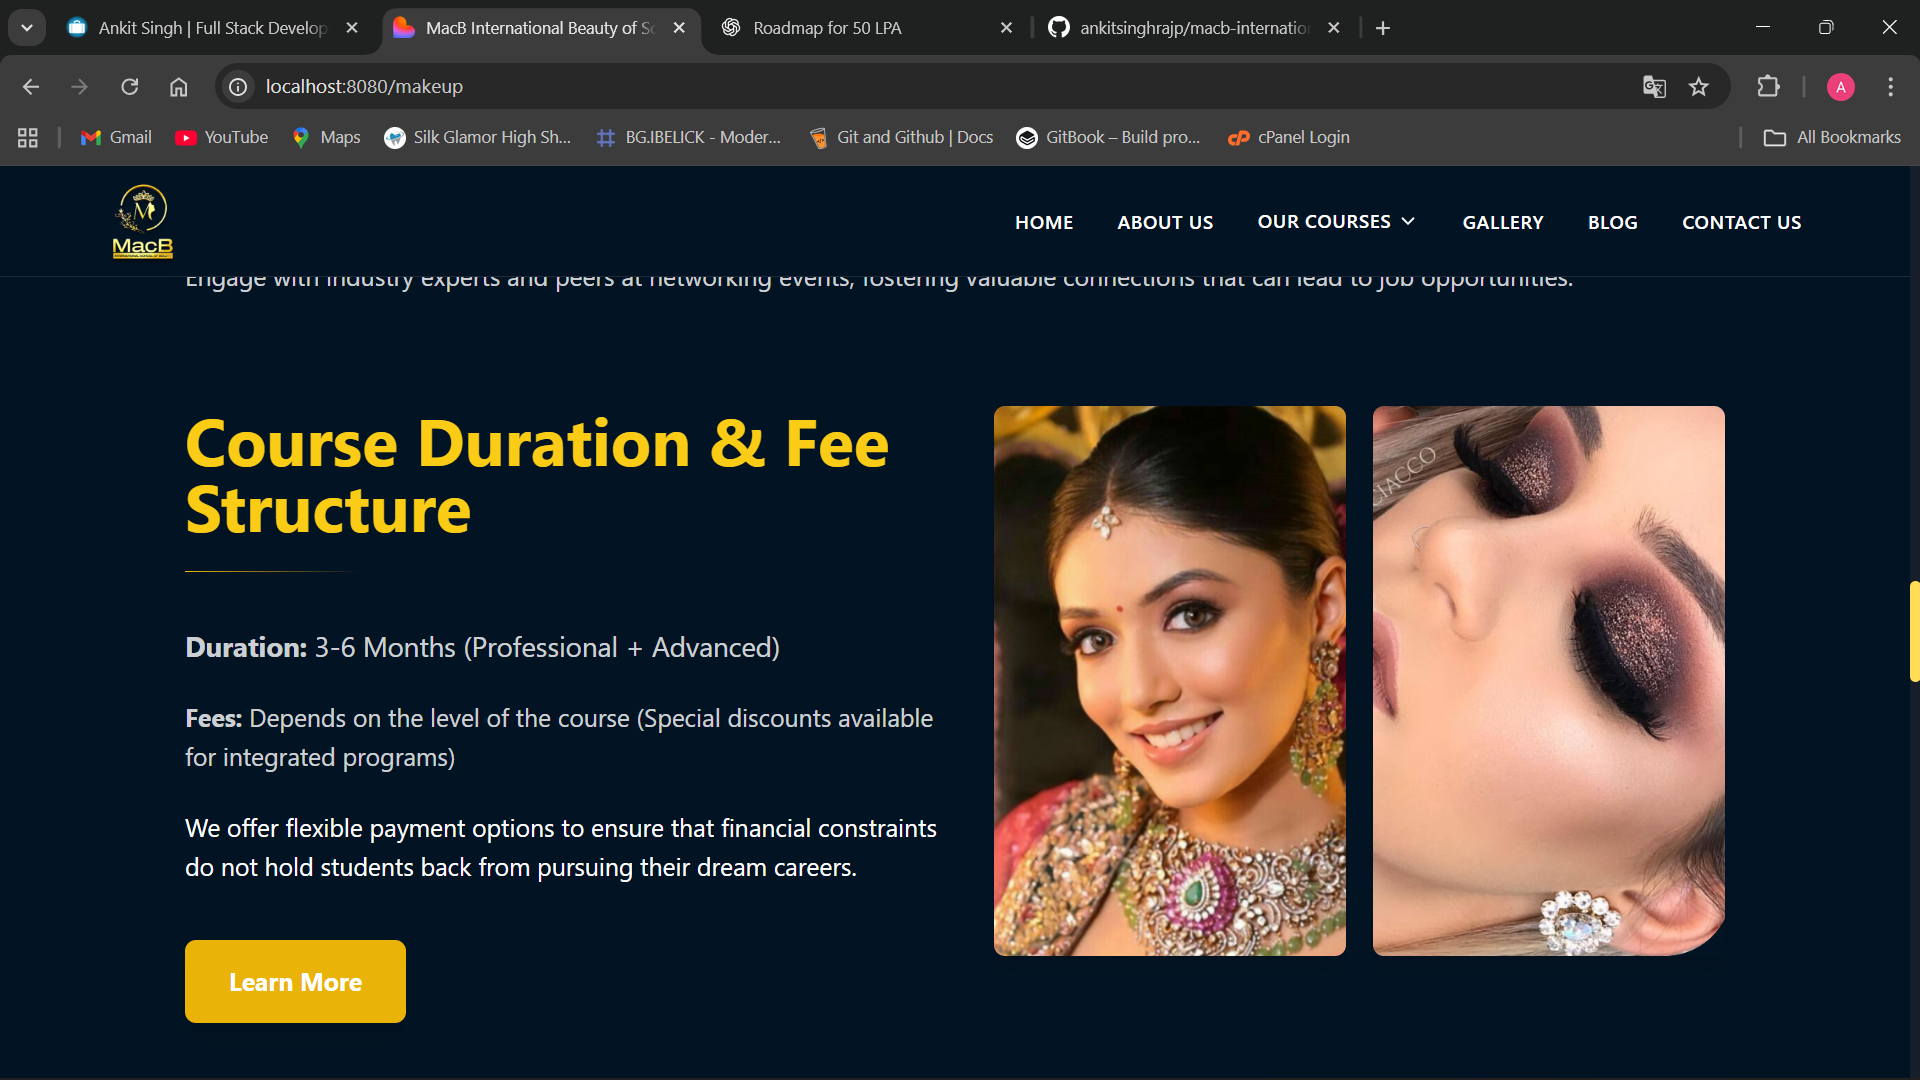 Ankit Singh | Full Stack Develop
MacB International Beauty of Sc
Roadmap for 50 LPA
ankitsinghrajp/macb-internatio
localhost:8080/makeup
A
Gmail
YouTube
Maps
Silk Glamor High Sh...
BG.IBELICK - Moder...
Git and Github | Docs
GitBook – Build pro...
cPanel Login
All Bookmarks
M
MacB
HOME
ABOUT US
OUR COURSES
GALLERY
BLOG
CONTACT US
Engage with industry experts and peers at networking events, fostering valuable connections that can lead to job opportunities.
Course Duration & Fee
Structure
Duration: 3-6 Months (Professional + Advanced)
Fees: Depends on the level of the course (Special discounts available
for integrated programs)
We offer flexible payment options to ensure that financial constraints
do not hold students back from pursuing their dream careers.
Learn More